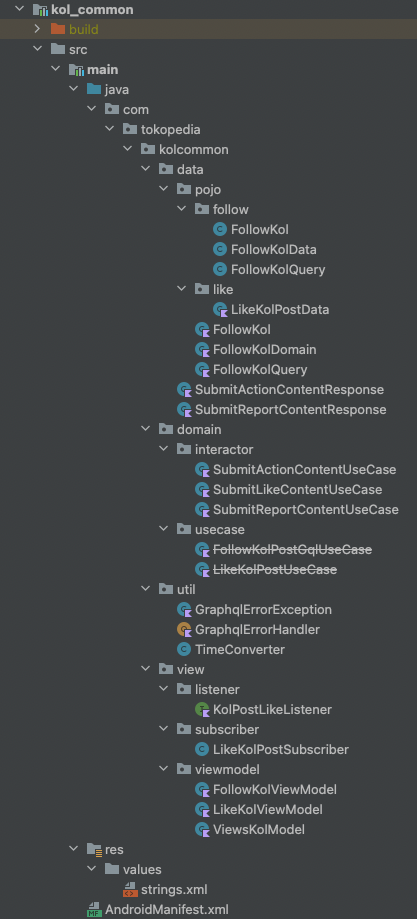 kol_common
build
src
main
java
com
tokopedia
kolcommon
data
pojo
follow
FollowKol
FollowKolData
FollowKolQuery
like
LikeKolPostData
FollowKol
FollowKolDomain
FollowKolQuery
SubmitActionContentResponse
SubmitReportContentResponse
domain
interactor
SubmitActionContentUseCase
SubmitLikeContentUseCase
SubmitReportContentUseCase
usecase
FollowKolPostGqlUseCase
LikeKolPostUseCase
util
GraphqlErrorException
GraphqlErrorHandler
TimeConverter
view
listener
KolPostLikeListener
subscriber
LikeKolPostSubscriber
viewmodel
FollowKolViewModel
LikeKolViewModel
ViewsKolModel
res
values
strings.xml
AndroidManifest.xml